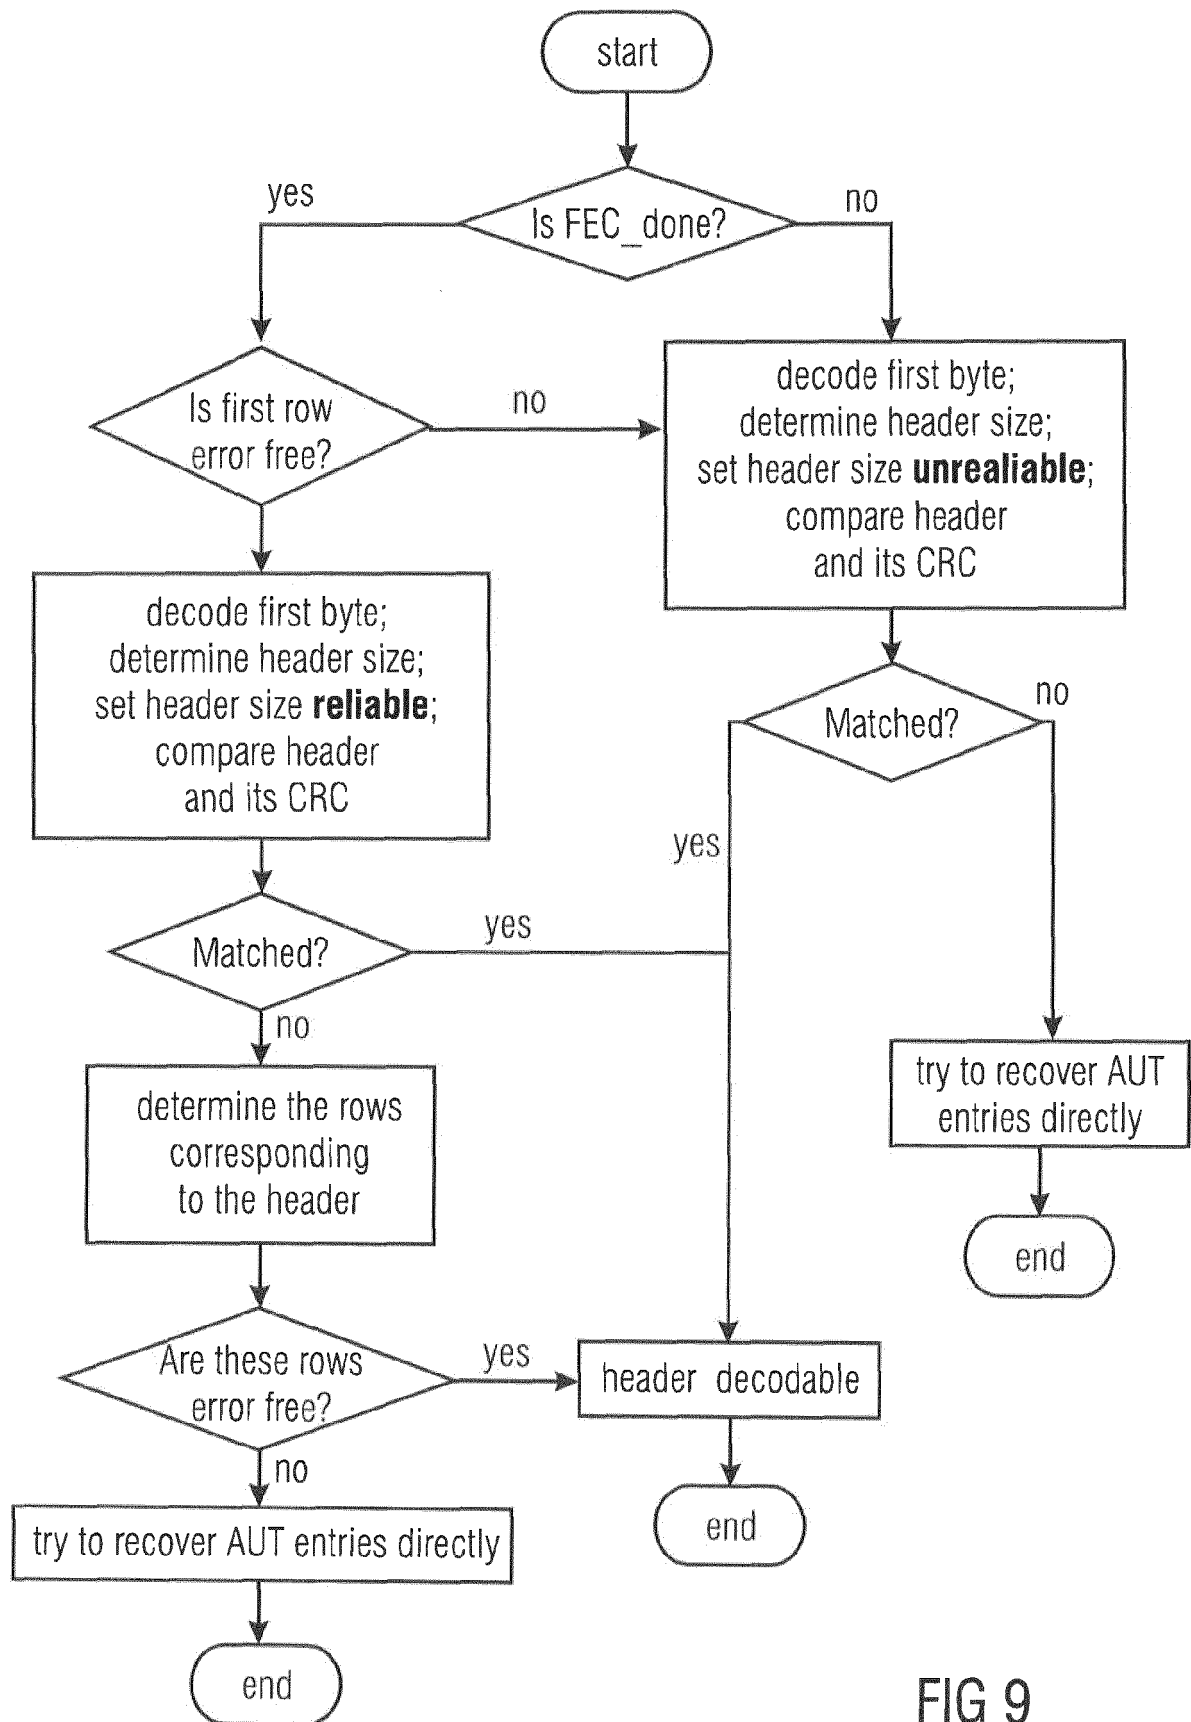 start
yes
Is FEC_done?
no
Is first row
error free?
no
decode first byte;
determine header size;
set header size unrealiable;
compare header
and its CRC
decode first byte;
determine header size;
set header size reliable;
compare header
and its CRC
Matched?
no
yes
Matched?
yes
no
determine the rows
corresponding
to the header
try to recover AUT
entries directly
end
Are these rows
error free?
yes
header decodable
no
end
try to recover AUT entries directly
end
FIG 9